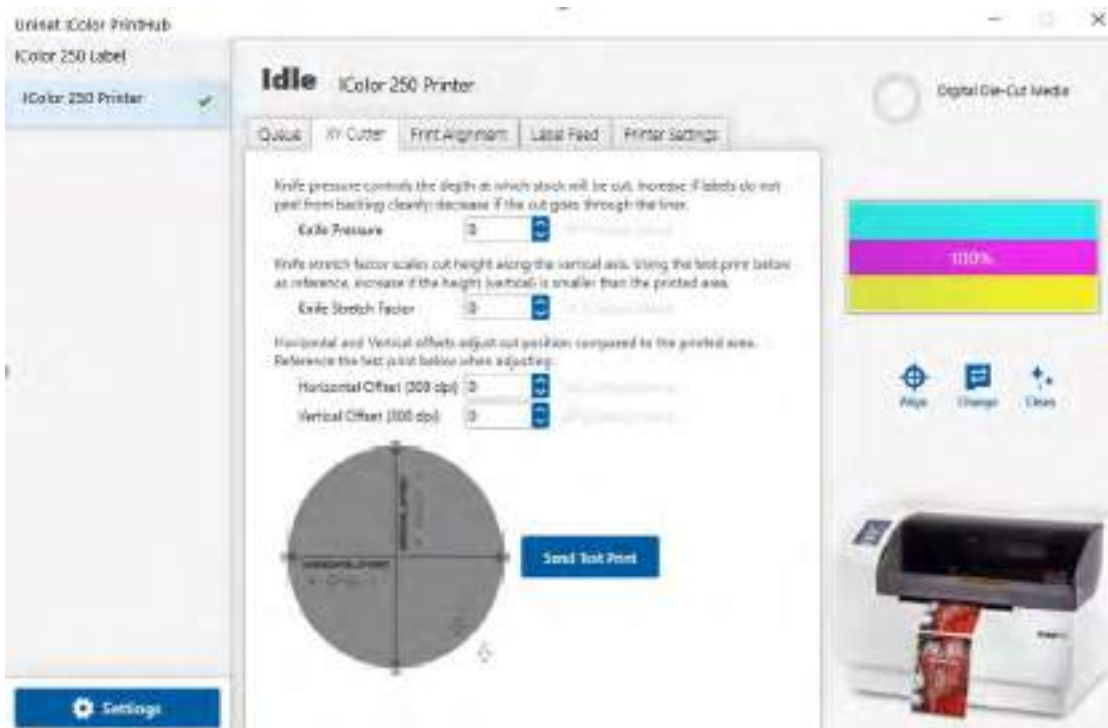 Uninet IColor PrintHub
IColor 250 Label
IColor 250 Printer
Idle IColor 250 Printer
Digital Die-Cut Media
Queue XY Cutter Print Alignment Label Feed Printer Settings
Knife pressure controls the depth at which stock will be cut. Increase if labels do not
peel from backing cleanly; decrease if the cut goes through the liner.
Knife Pressure 0
Knife stretch factor scales cut height along the vertical axis. Using the test print below
as reference, increase if the height (vertical) is smaller than the printed area.
Knife Stretch Factor 0
Horizontal and Vertical offsets adjust cut position compared to the printed area.
Reference the test print below when adjusting.
Horizontal Offset (300 dpi) 0
Vertical Offset (300 dpi) 0
100%
Align Change Clean
Send Test Print
Settings